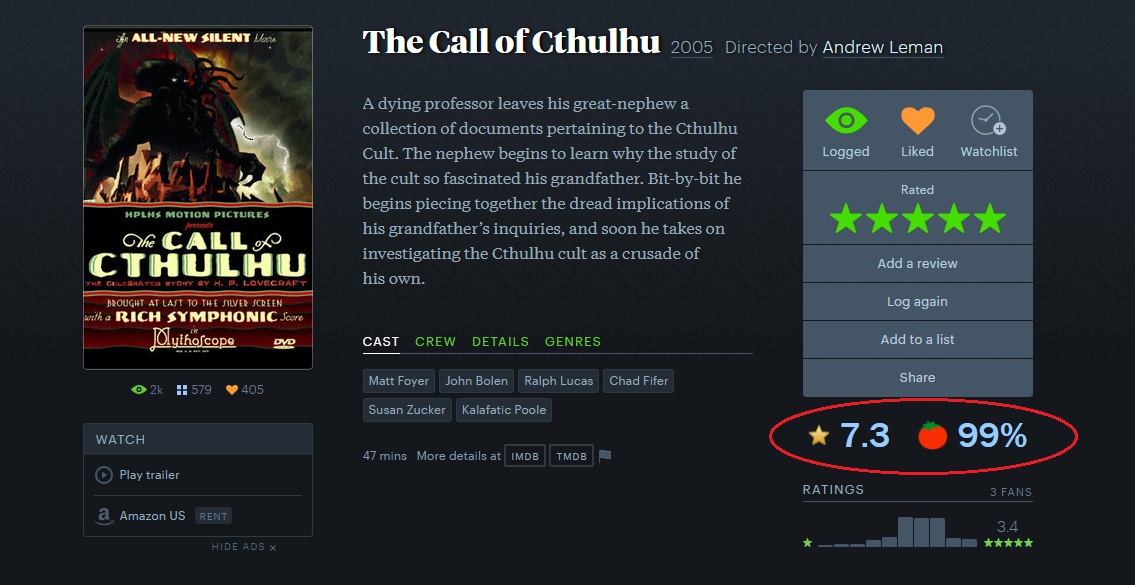 An ALL-NEW SILENT Movie
HPLHS MOTION PICTURES
presents
The CALL of
CTHULHU
THE CELEBRATED STORY BY H. P. LOVECRAFT
BROUGHT AT LAST TO THE SILVER SCREEN
with a RICH SYMPHONIC Score
in
Mythoscope
DVD
2k 579 405
WATCH
Play trailer
Amazon US RENT
HIDE ADS ×
The Call of Cthulhu 2005 Directed by Andrew Leman
A dying professor leaves his great-nephew a
collection of documents pertaining to the Cthulhu
Cult. The nephew begins to learn why the study of
the cult so fascinated his grandfather. Bit-by-bit he
begins piecing together the dread implications of
his grandfather’s inquiries, and soon he takes on
investigating the Cthulhu cult as a crusade of
his own.
CAST CREW DETAILS GENRES
Matt Foyer John Bolen Ralph Lucas Chad Fifer
Susan Zucker Kalafatic Poole
47 mins More details at IMDB TMDB
Logged Liked Watchlist
Rated
★★★★★
Add a review
Log again
Add to a list
Share
7.3 99%
RATINGS 3 FANS
3.4
★ ★★★★★